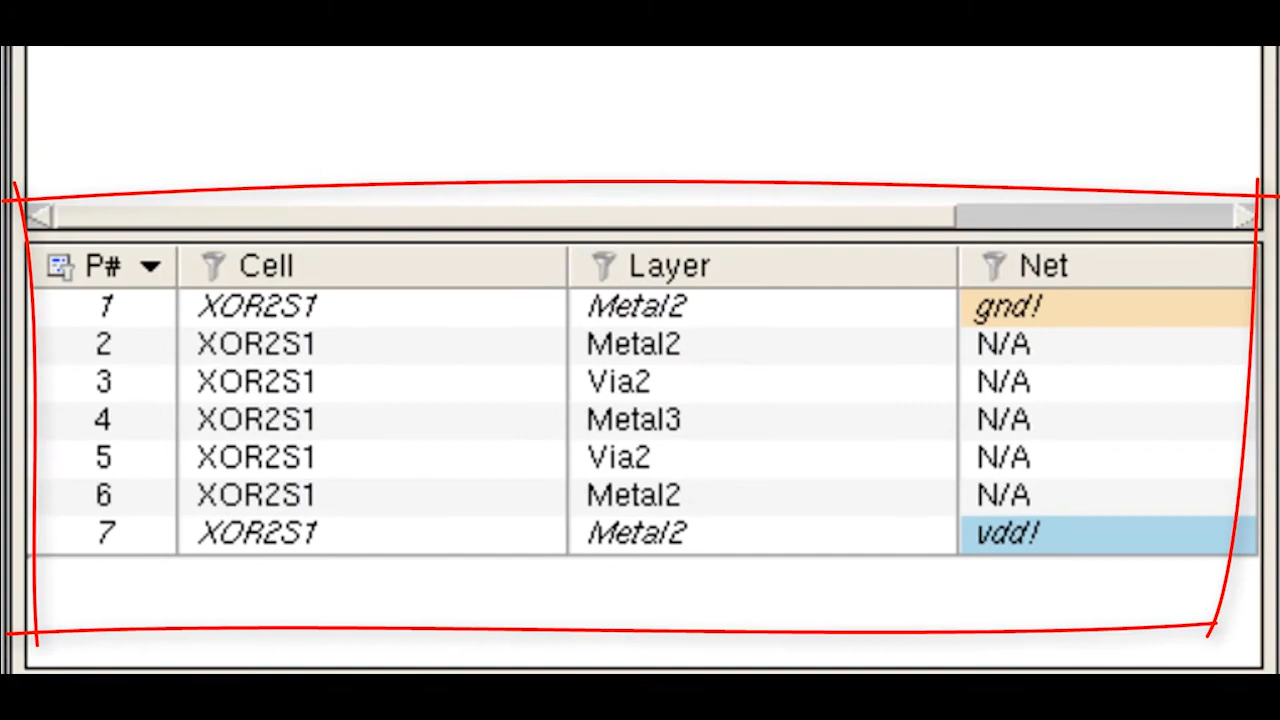 P# Cell Layer Net
1 XOR2S1 Metal2 gnd!
2 XOR2S1 Metal2 N/A
3 XOR2S1 Via2 N/A
4 XOR2S1 Metal3 N/A
5 XOR2S1 Via2 N/A
6 XOR2S1 Metal2 N/A
7 XOR2S1 Metal2 vdd!